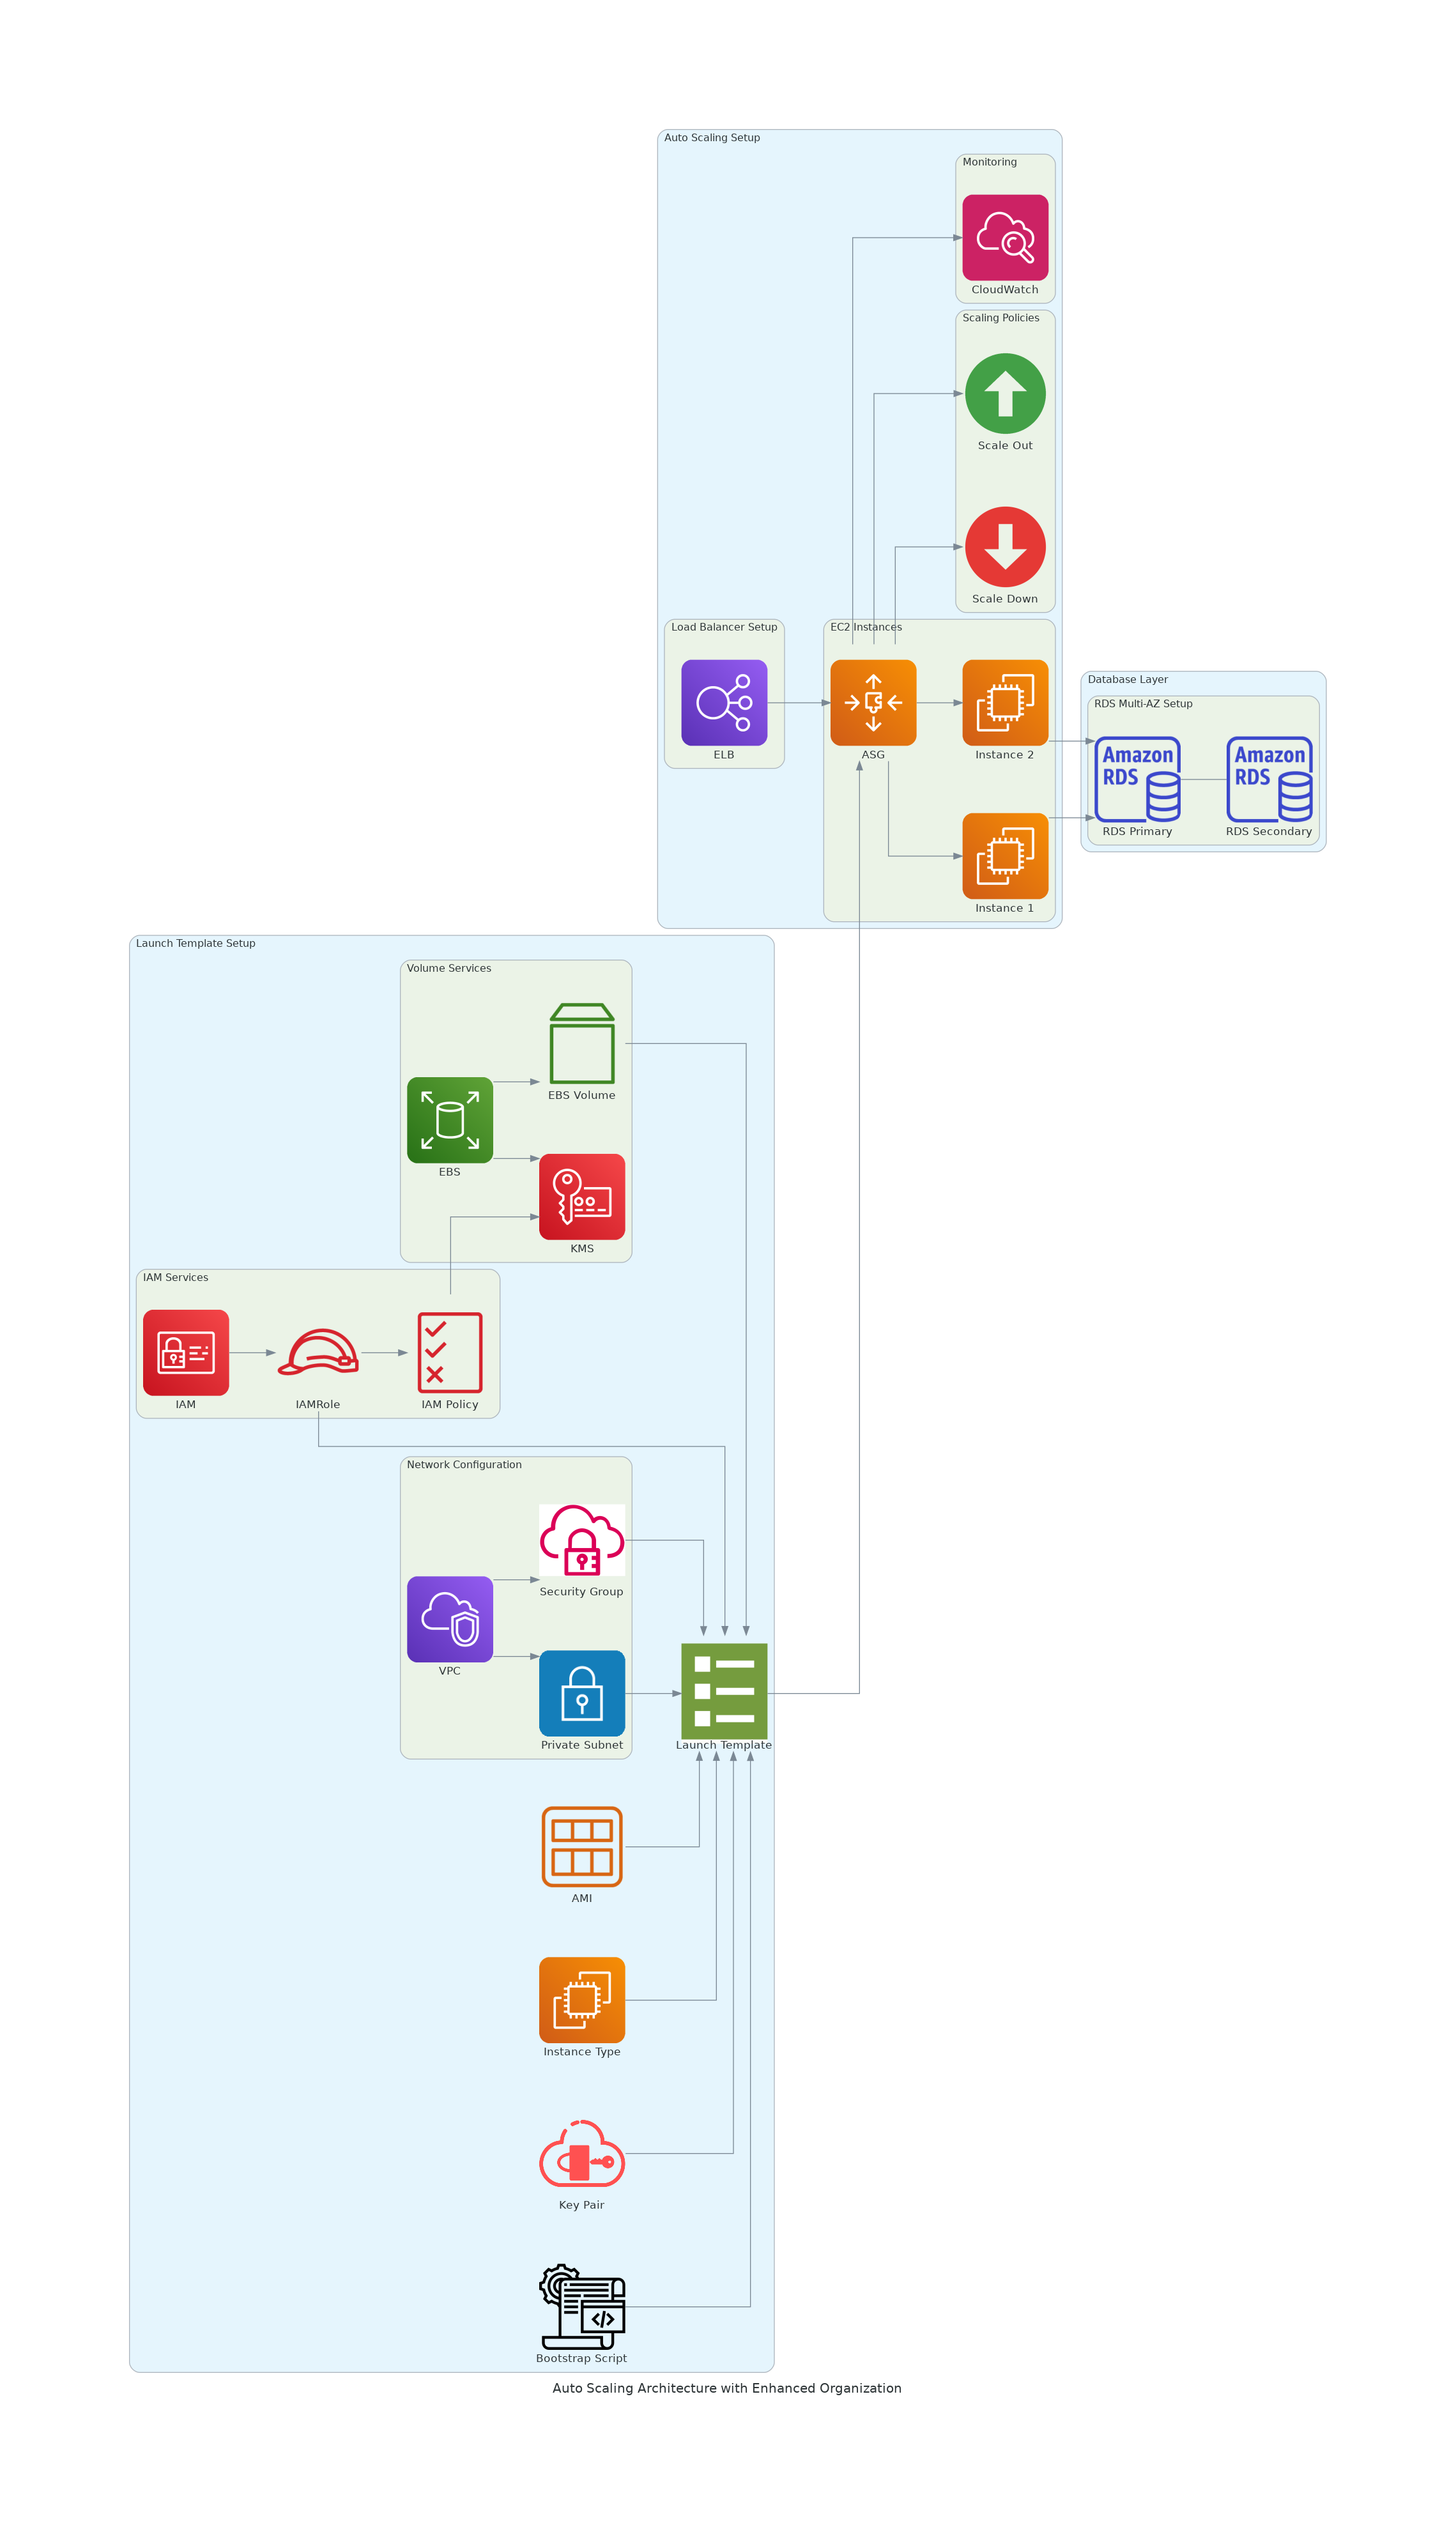 Auto Scaling Setup
Monitoring
CloudWatch
Scaling Policies
Scale Out
Scale Down
Load Balancer Setup
ELB
EC2 Instances
ASG
Instance 2
Instance 1
Database Layer
RDS Multi-AZ Setup
Amazon
RDS
RDS Primary
Amazon
RDS
RDS Secondary
Launch Template Setup
Volume Services
EBS Volume
EBS
KMS
IAM Services
IAM
IAMRole
IAM Policy
Network Configuration
Security Group
VPC
Private Subnet
Launch Template
AMI
Instance Type
Key Pair
Bootstrap Script
Auto Scaling Architecture with Enhanced Organization